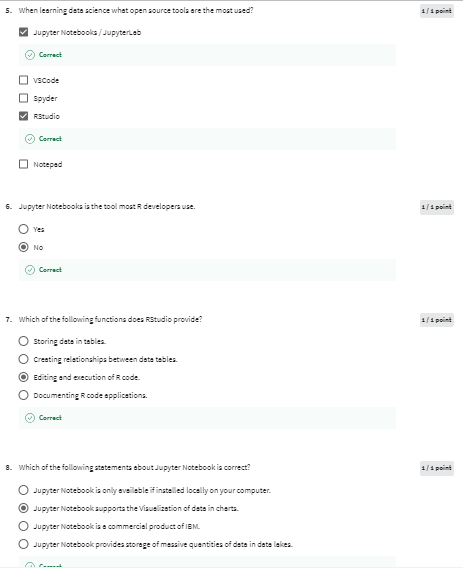 5. When learning data science what open source tools are the most used?
1 / 1 point
Jupyter Notebooks / JupyterLab
Correct
VSCode
Spyder
RStudio
Correct
Notepad
6. Jupyter Notebooks is the tool most R developers use.
1 / 1 point
Yes
No
Correct
7. Which of the following functions does RStudio provide?
1 / 1 point
Storing data in tables.
Creating relationships between data tables.
Editing and execution of R code.
Documenting R code applications.
Correct
8. Which of the following statements about Jupyter Notebook is correct?
1 / 1 point
Jupyter Notebook is only available if installed locally on your computer.
Jupyter Notebook supports the Visualization of data in charts.
Jupyter Notebook is a commercial product of IBM.
Jupyter Notebook provides storage of massive quantities of data in data lakes.
Correct